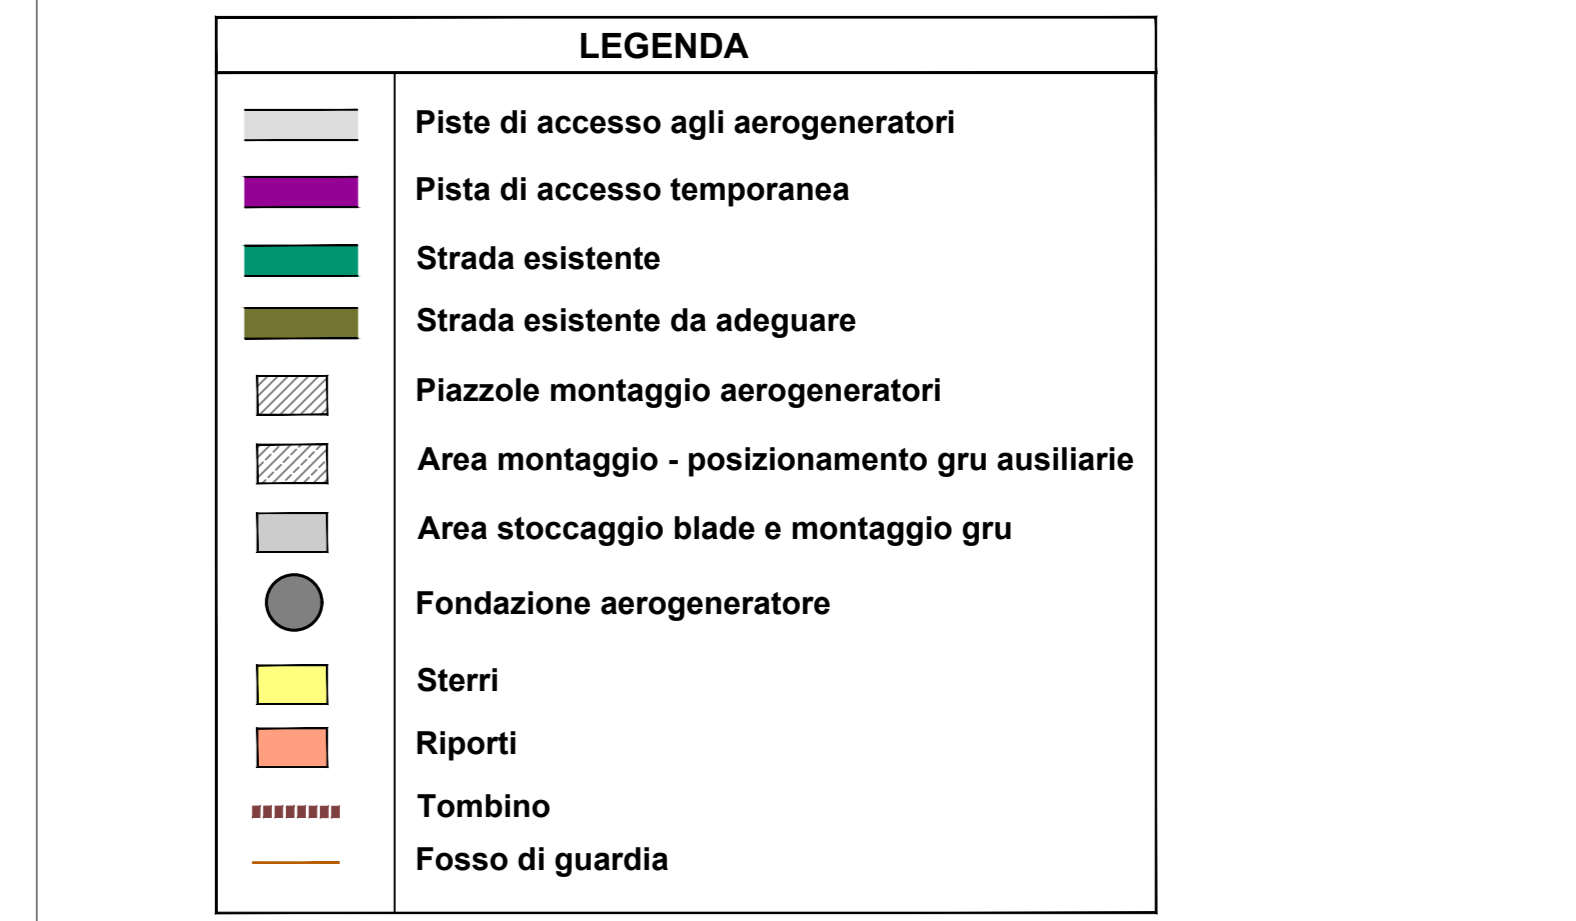 LEGENDA
Piste di accesso agli aerogeneratori
Pista di accesso temporanea
Strada esistente
Strada esistente da adeguare
Piazzole montaggio aerogeneratori
Area montaggio - posizionamento gru ausiliarie
Area stoccaggio blade e montaggio gru
Fondazione aerogeneratore
Sterri
Riporti
Tombino
Fosso di guardia